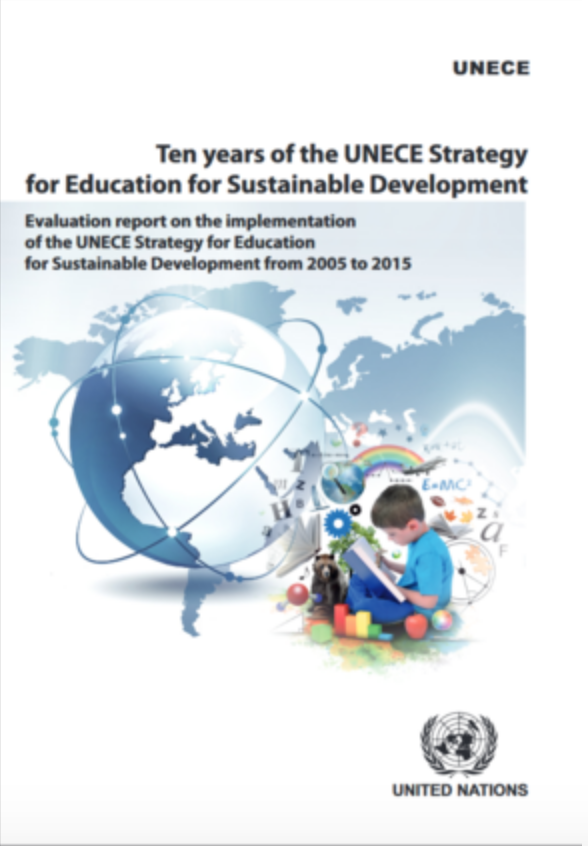 UNECE
Ten years of the UNECE Strategy
for Education for Sustainable Development
Evaluation report on the implementation
of the UNECE Strategy for Education
for Sustainable Development from 2005 to 2015
E=MC²
Z
a
F
H
UNITED NATIONS